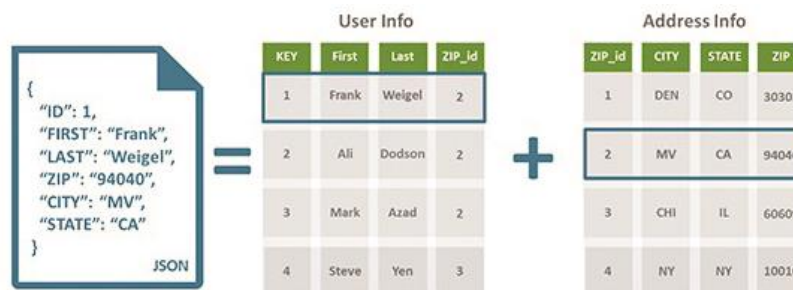 {
"ID": 1,
"FIRST": "Frank",
"LAST": "Weigel",
"ZIP": "94040",
"CITY": "MV",
"STATE": "CA"
}
JSON
=
User Info
KEY First Last ZIP_id
1 Frank Weigel 2
2 Ali Dodson 2
3 Mark Azad 2
4 Steve Yen 3
+
Address Info
ZIP_id CITY STATE ZIP
1 DEN CO
2 MV CA
3 CHI IL
4 NY NY